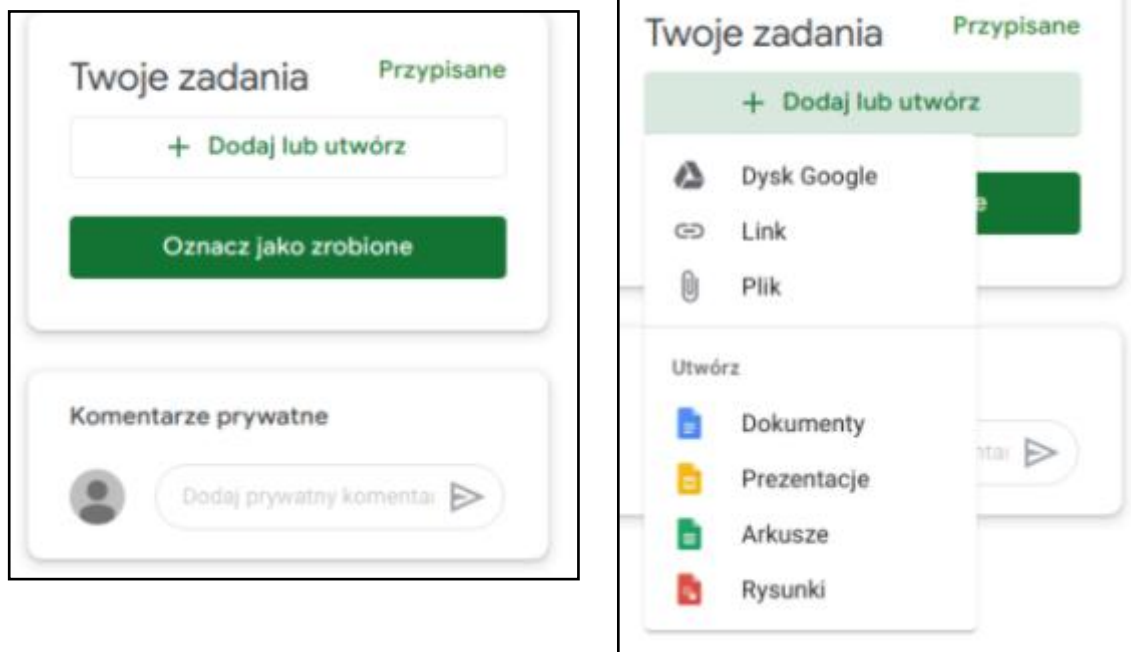 Twoje zadania Przypisane
+ Dodaj lub utwórz
Oznacz jako zrobione
Komentarze prywatne
Dodaj prywatny komentar
Twoje zadania Przypisane
+ Dodaj lub utwórz
Dysk Google
Link
Plik
Utwórz
Dokumenty
Prezentacje
Arkusze
Rysunki